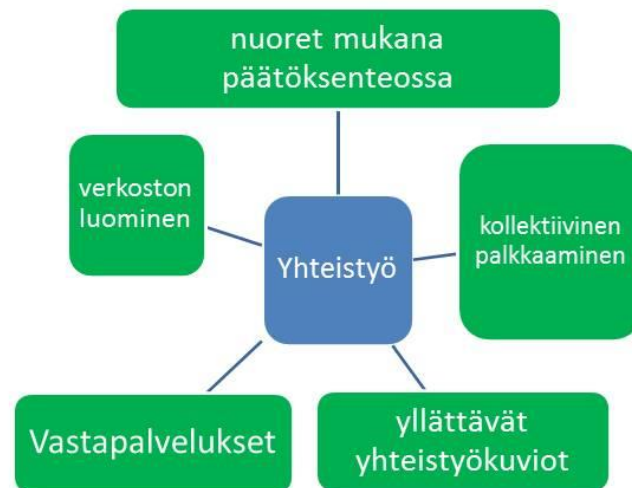 nuoret mukana
päätöksenteossa
verkoston
luominen
Yhteistyö
kollektiivinen
palkkaaminen
Vastapalvelukset
yllättävät
yhteistyökuviot